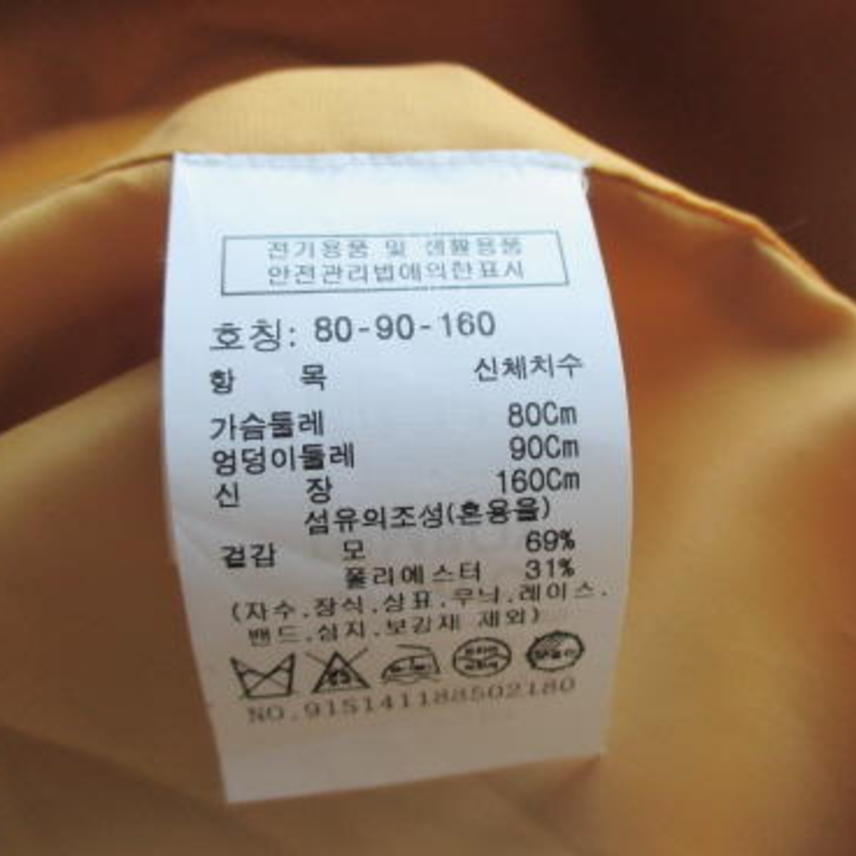 전기용품 및 생활용품
안전관리법에의한표시
호칭: 80-90-160
항 목 신체치수
가슴둘레 80Cm
엉덩이둘레 90Cm
신 장 160Cm
섬유의조성(혼용율)
겉감 모 69%
폴리에스터 31%
(자수.장식.상표.무늬.레이스.
밴드.심지.보강재 제외)
NO.915141188502180